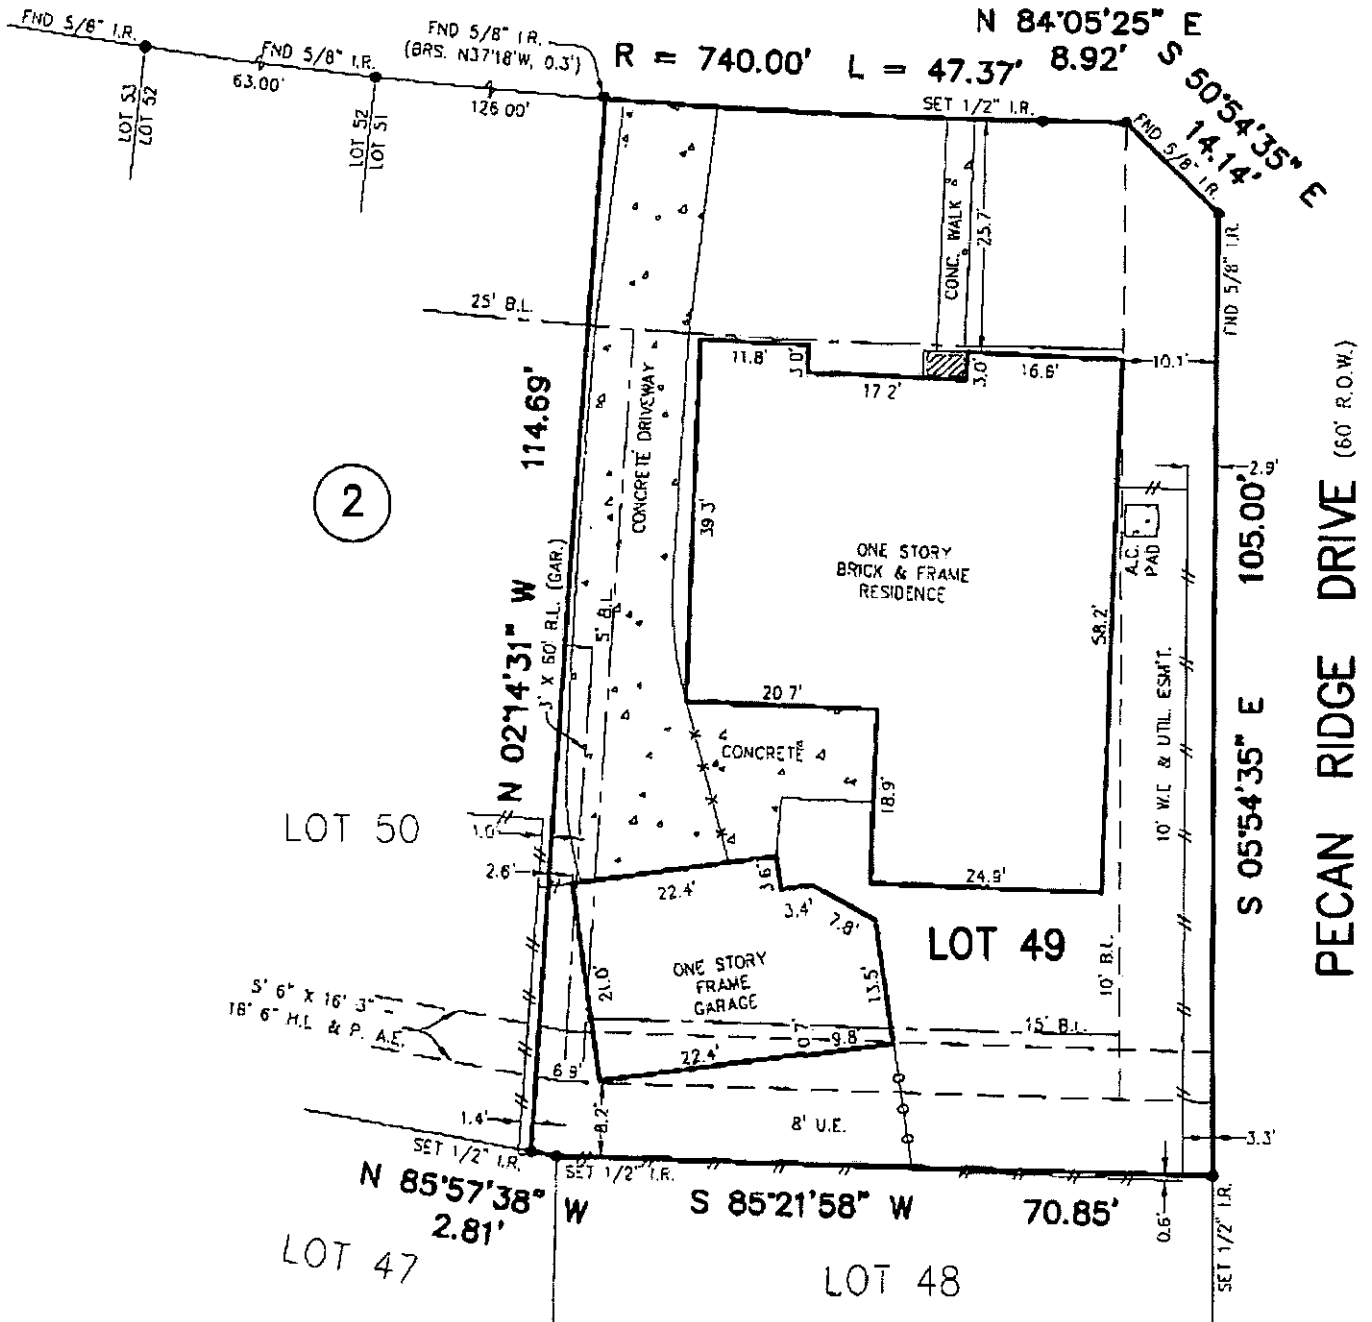 FND 5/8" I.R.
FND 5/8" I.R.
63.00'
126.00'
LOT 53
LOT 52
LOT 52
LOT 51
FND 5/8" I.R.
(BRS. N37°18'W, 0.3')
R = 740.00' L = 47.37'
N 84°05'25" E
8.92'
S 50°54'35" E
14.14'
SET 1/2" I.R.
FND 5/8" I.R.
FND 5/8" I.R.
CONC. WALK
25.7'
25' B.L.
11.8'
3.0'
17.2'
3.0'
16.6'
10.1'
CONCRETE DRIVEWAY
114.69'
N 02°14'31" W
2
39.3'
ONE STORY
BRICK & FRAME
RESIDENCE
A.C.
PAD
2.9'
105.00'
S 05°54'35" E
PECAN RIDGE DRIVE (60' R.O.W.)
58.2'
10' W.L. & UTIL. ESM'T.
3' X 60' B.L. (GAR.)
5' B.L.
20.7'
CONCRETE
18.9'
LOT 50
1.0'
2.6'
22.4'
3.6'
3.4'
7.8'
24.9'
LOT 49
ONE STORY
FRAME
GARAGE
21.0'
13.5'
10' B.L.
5' 6" X 16' 3"
16' 6" H.L. & P. A.E.
15' B.L.
0.7'
9.8'
22.4'
6.9'
8.2'
8' U.E.
1.4'
3.3'
SET 1/2" I.R.
SET 1/2" I.R.
N 85°57'38" W
2.81'
S 85°21'58" W
70.85'
0.6'
SET 1/2" I.R.
LOT 47
LOT 48